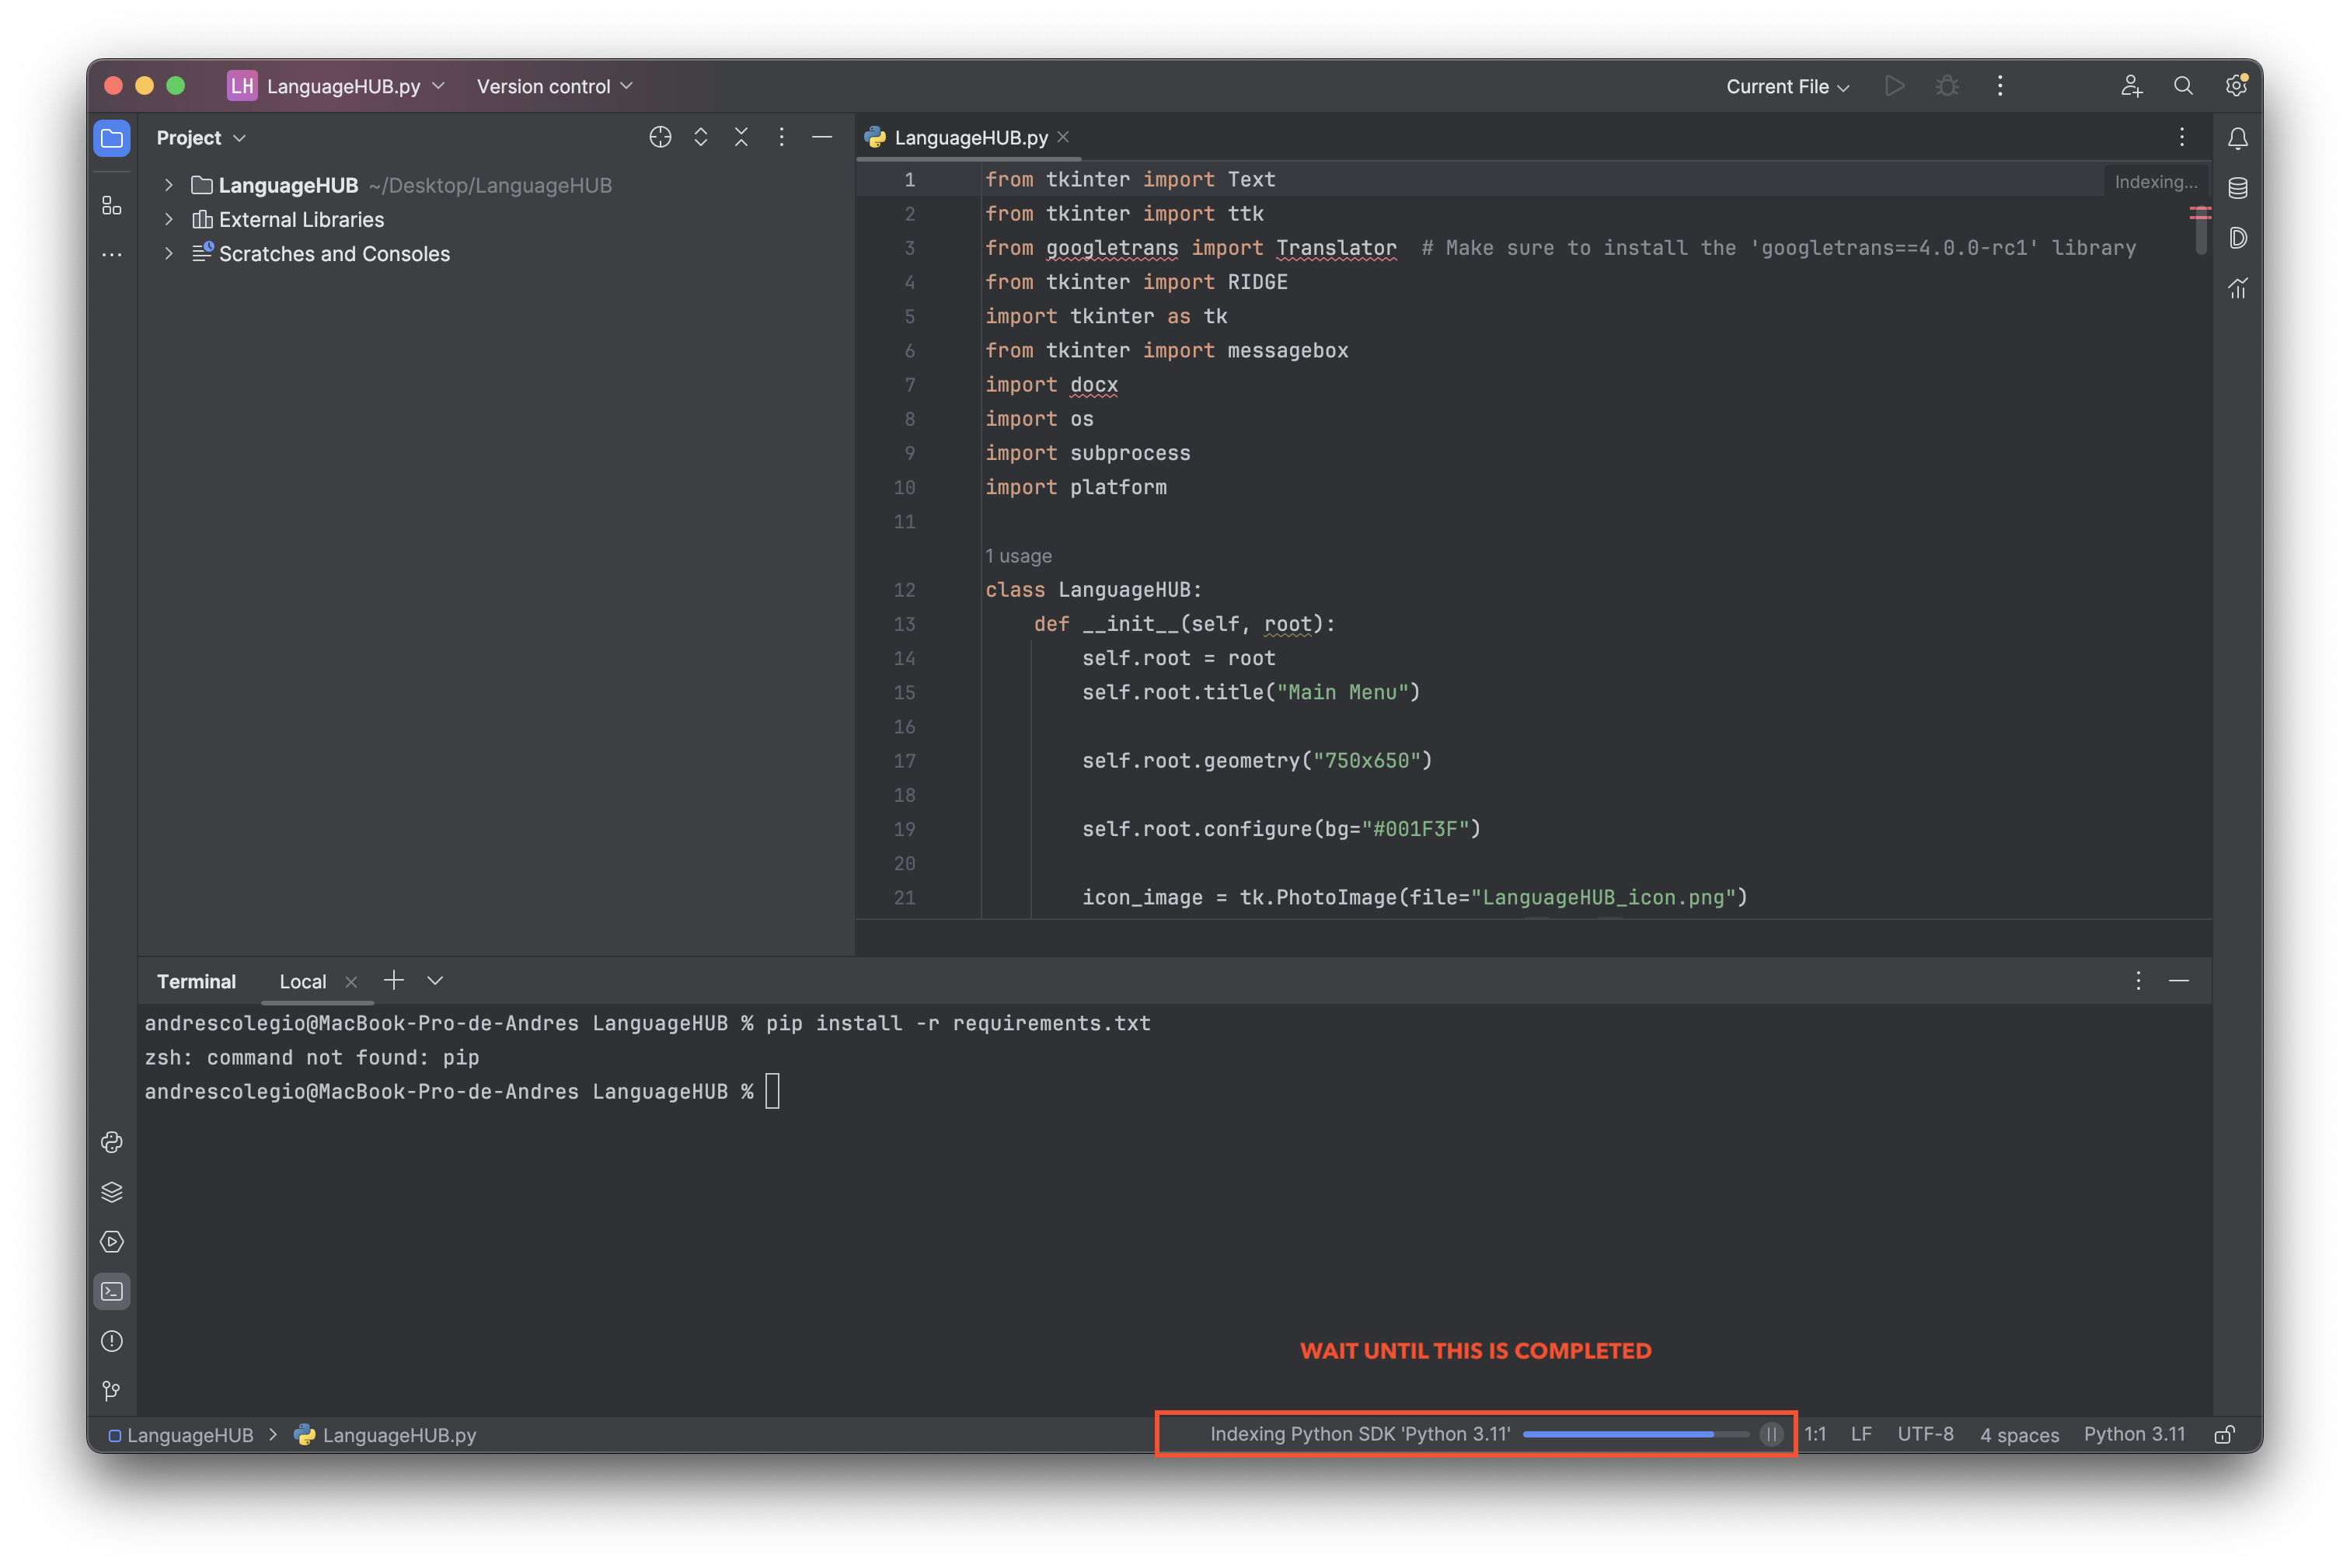 LH LanguageHUB.py Version control Current File
Project
LanguageHUB ~/Desktop/LanguageHUB
External Libraries
Scratches and Consoles
LanguageHUB.py
Indexing...
1 from tkinter import Text
2 from tkinter import ttk
3 from googletrans import Translator # Make sure to install the 'googletrans==4.0.0-rc1' library
4 from tkinter import RIDGE
5 import tkinter as tk
6 from tkinter import messagebox
7 import docx
8 import os
9 import subprocess
10 import platform
11
1 usage
12 class LanguageHUB:
13 def __init__(self, root):
14 self.root = root
15 self.root.title("Main Menu")
16
17 self.root.geometry("750x650")
18
19 self.root.configure(bg="#001F3F")
20
21 icon_image = tk.PhotoImage(file="LanguageHUB_icon.png")
Terminal Local
andrescolegio@MacBook-Pro-de-Andres LanguageHUB % pip install -r requirements.txt
zsh: command not found: pip
andrescolegio@MacBook-Pro-de-Andres LanguageHUB %
WAIT UNTIL THIS IS COMPLETED
LanguageHUB > LanguageHUB.py Indexing Python SDK 'Python 3.11' 1:1 LF UTF-8 4 spaces Python 3.11